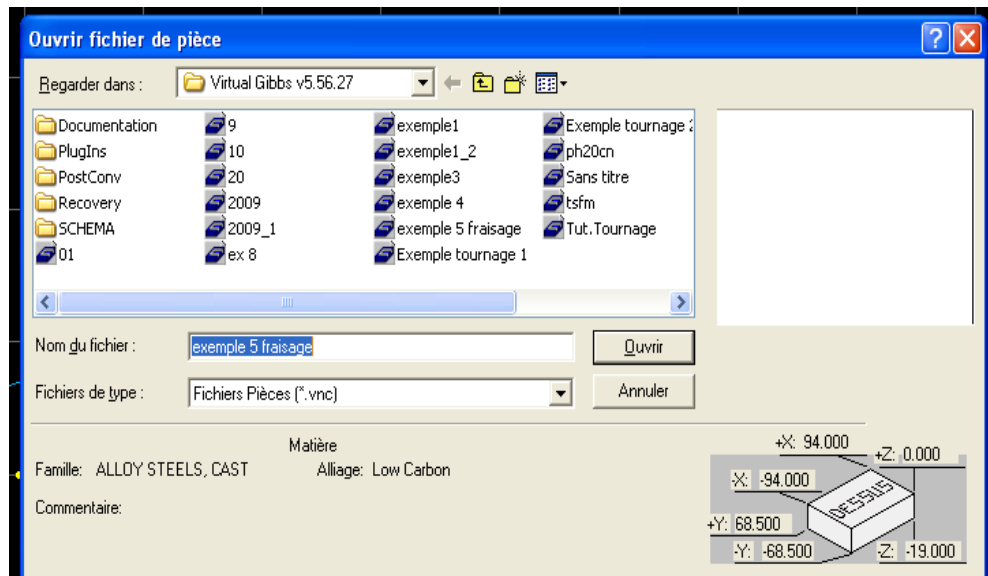 Ouvrir fichier de pièce
Regarder dans :
Virtual Gibbs v5.56.27
Documentation
PlugIns
PostConv
Recovery
SCHEMA
01
9
10
20
2009
2009_1
ex 8
exemple1
exemple1_2
exemple3
exemple 4
exemple 5 fraisage
Exemple tournage 1
Exemple tournage 2
ph20cn
Sans titre
tsfm
Tut.Tournage
Nom du fichier :
exemple 5 fraisage
Ouvrir
Fichiers de type :
Fichiers Pièces (*.vnc)
Annuler
Matière
Famille: ALLOY STEELS, CAST
Alliage: Low Carbon
Commentaire:
+X: 94.000
+Z: 0.000
-X: -94.000
DESSUS
+Y: 68.500
-Y: -68.500
-Z: -19.000